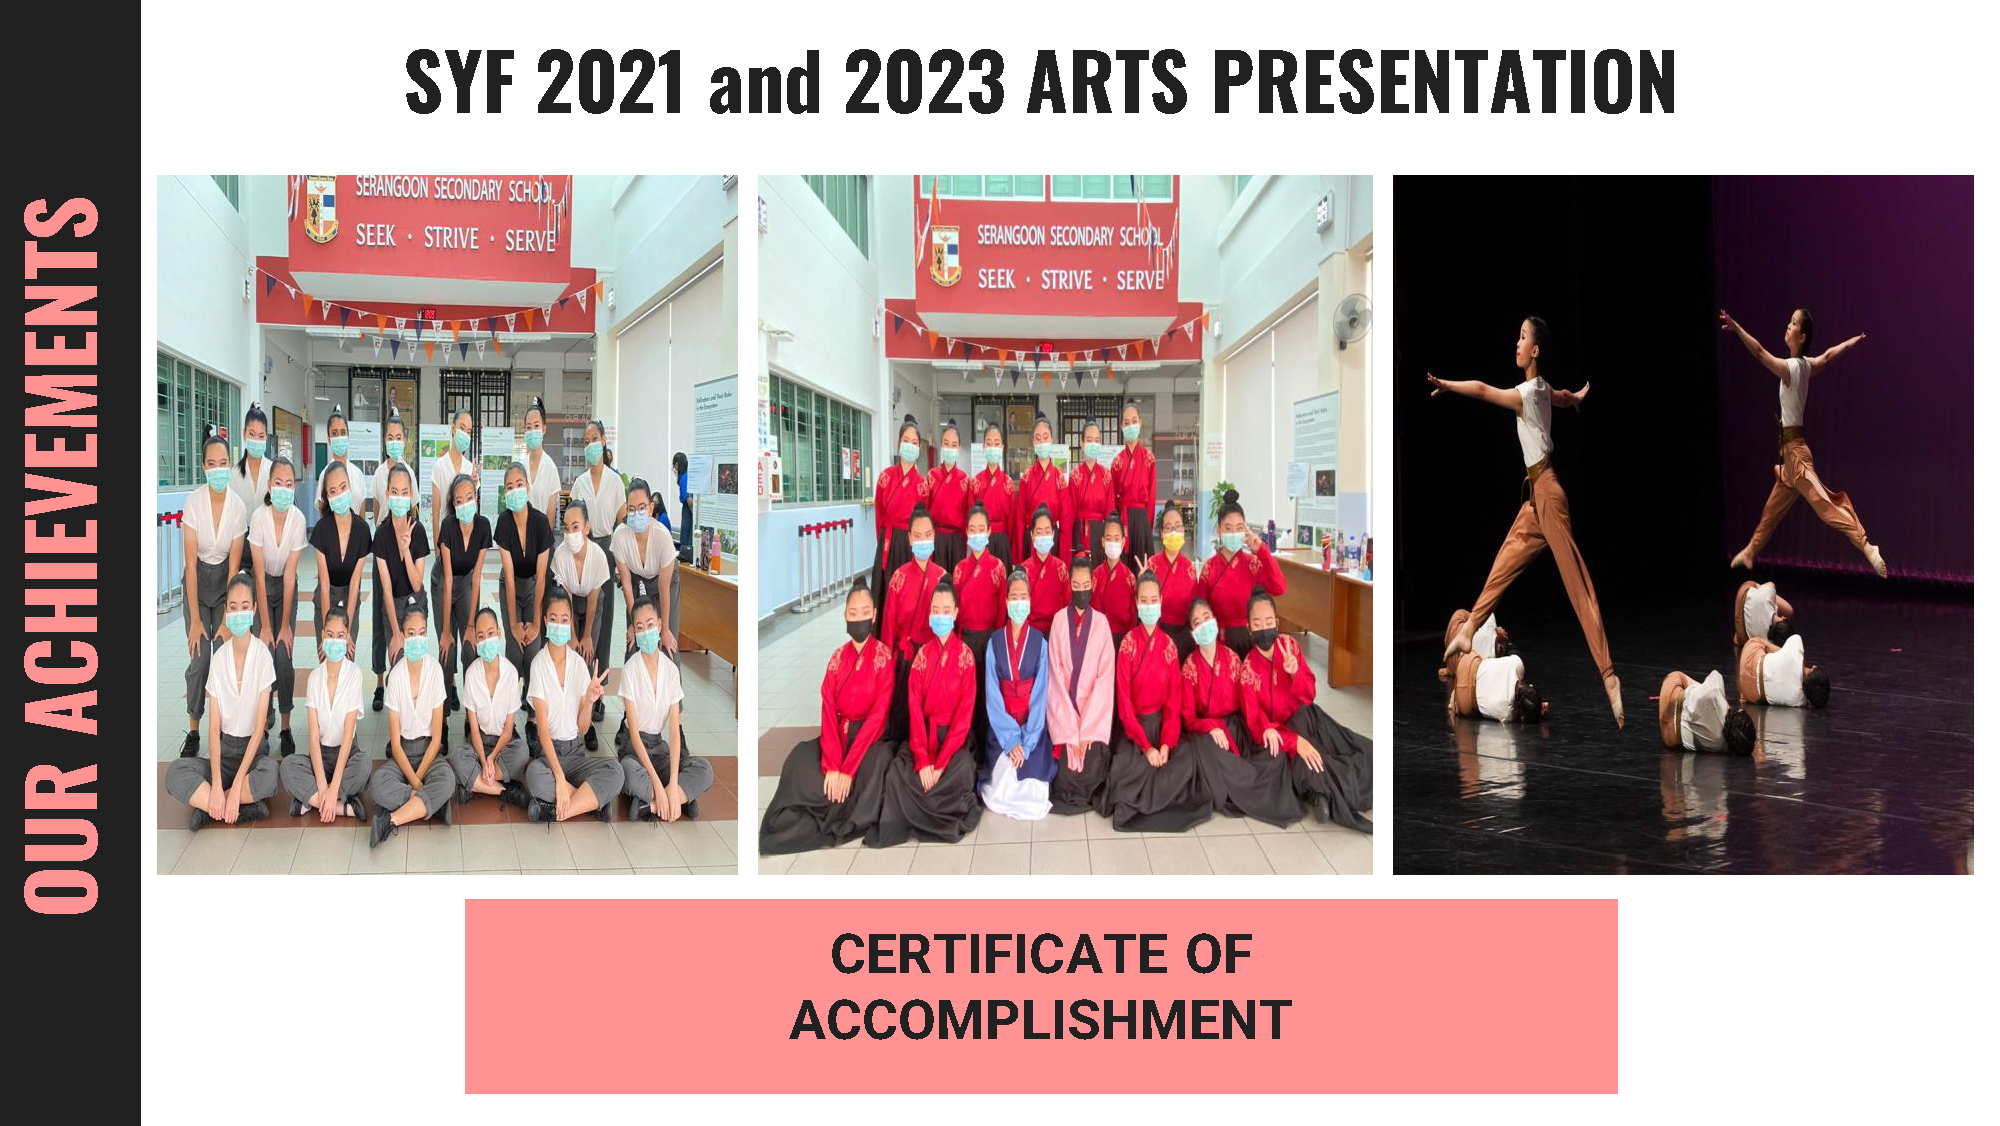 SYF 2021 and 2023 ARTS PRESENTATION
OUR ACHIEVEMENTS
SERANGOON SECONDARY SCHOOL
SEEK · STRIVE · SERVE
SERANGOON SECONDARY SCHOOL
SEEK · STRIVE · SERVE
CERTIFICATE OF
ACCOMPLISHMENT